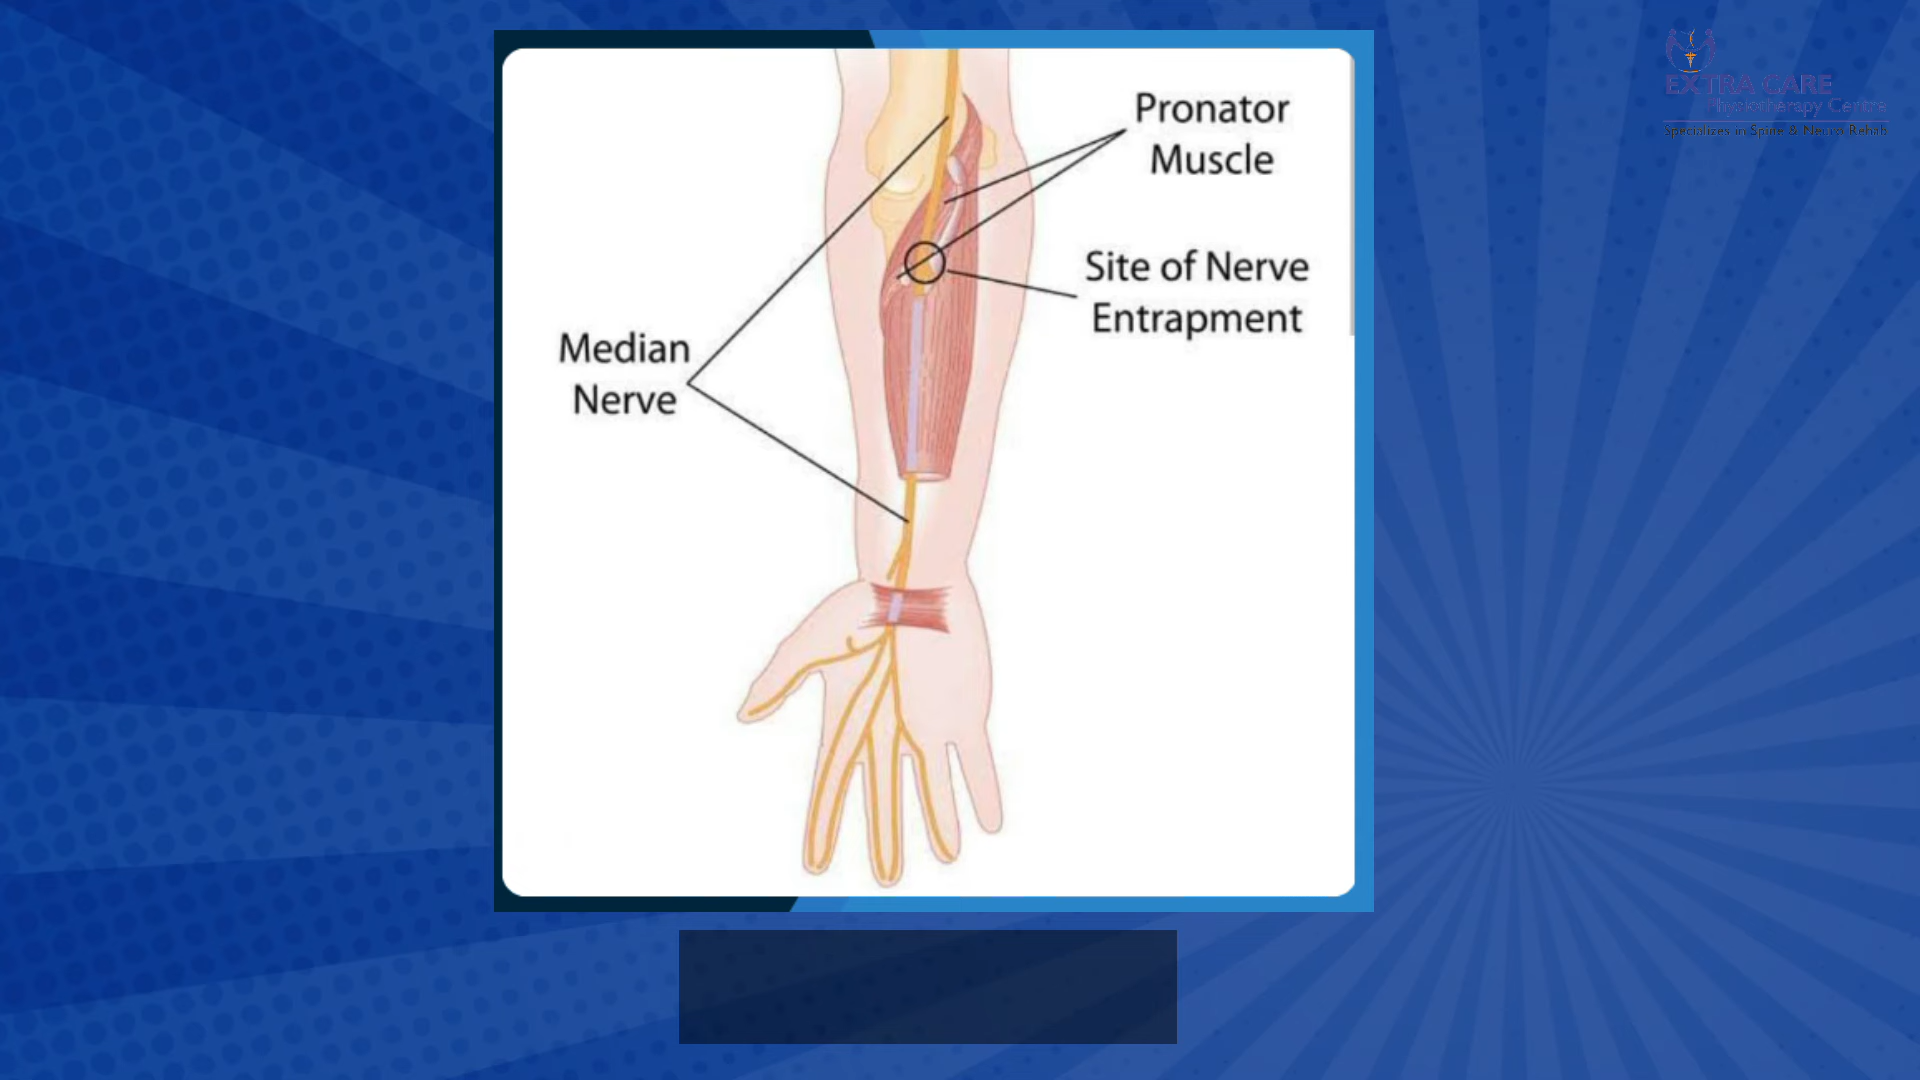 Pronator
Muscle
Site of Nerve
Entrapment
Median
Nerve
EXTRA CARE
Physiotherapy Centre
Specializes in Spine & Neuro Rehab